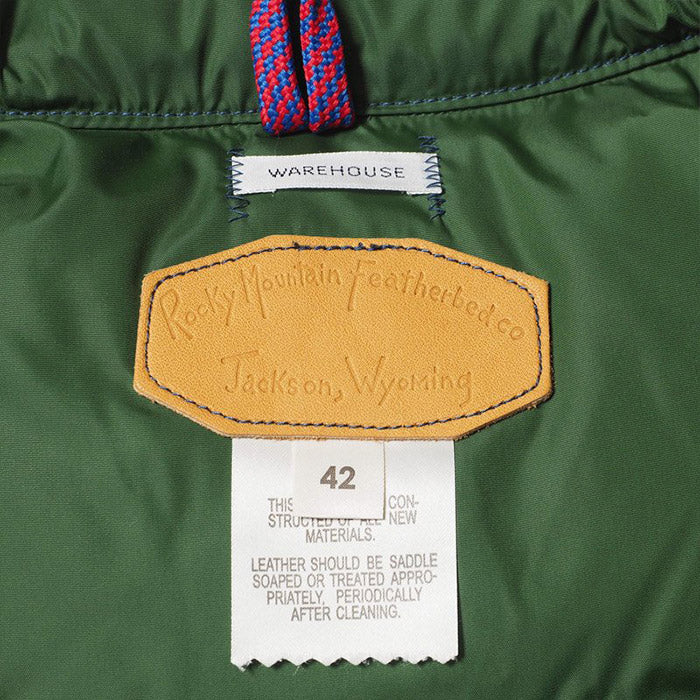 WAREHOUSE
Rocky Mountain Featherbed co
Jackson, Wyoming
42
THIS CON-
STRUCTED OF ALL NEW
MATERIALS.
LEATHER SHOULD BE SADDLE
SOAPED OR TREATED APPRO-
PRIATELY, PERIODICALLY
AFTER CLEANING.